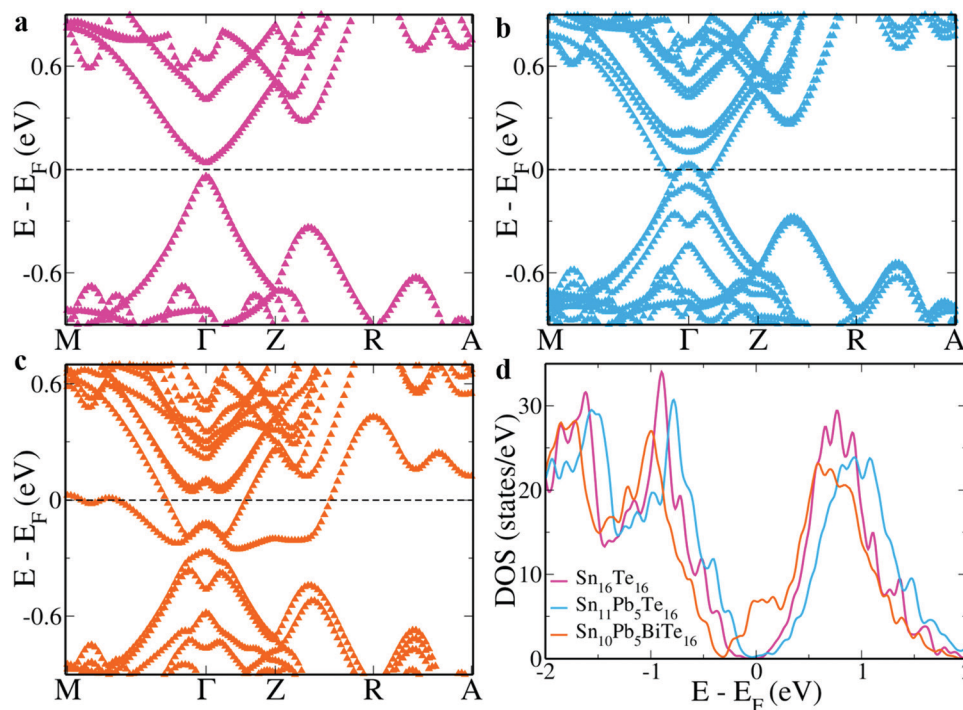 a
E - E_F (eV)
0.6
0
-0.6
M Γ Z R A
b
E - E_F (eV)
0.6
0
-0.6
M Γ Z R A
c
E - E_F (eV)
0.6
0
-0.6
M Γ Z R A
d
DOS (states/eV)
30
20
10
0
Sn₁₆Te₁₆
Sn₁₁Pb₅Te₁₆
Sn₁₀Pb₅BiTe₁₆
-2 -1 0 1 2
E - E_F (eV)